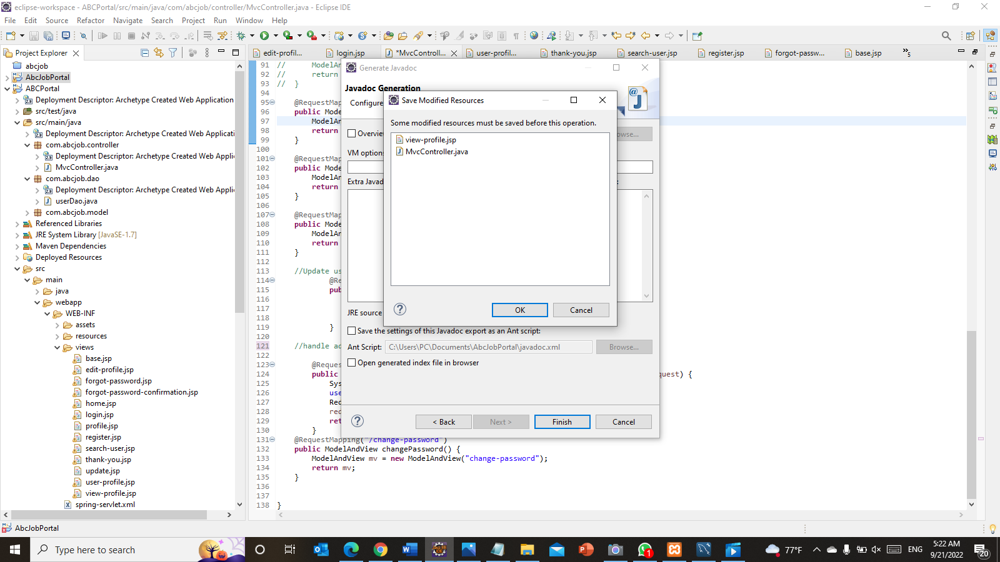 eclipse-workspace - ABCPortal/src/main/java/com/abcjob/controller/MvcController.java - Eclipse IDE
File Edit Source Refactor Navigate Search Project Run Window Help
Project Explorer
edit-profil... login.jsp *MvcControll... user-profil... thank-you.jsp search-user.jsp register.jsp forgot-passw... base.jsp 5
abcjob
AbcJobPortal
ABCPortal
Deployment Descriptor: Archetype Created Web Application
src/test/java
src/main/java
Deployment Descriptor: Archetype Created Web Applicati
com.abcjob.controller
Deployment Descriptor: Archetype Created Web Appli
MvcController.java
com.abcjob.dao
Deployment Descriptor: Archetype Created Web Appli
userDao.java
com.abcjob.model
Referenced Libraries
JRE System Library [JavaSE-1.7]
Maven Dependencies
Deployed Resources
src
main
java
webapp
WEB-INF
assets
resources
views
base.jsp
edit-profile.jsp
forgot-password.jsp
forgot-password-confirmation.jsp
home.jsp
login.jsp
profile.jsp
register.jsp
search-user.jsp
thank-you.jsp
update.jsp
user-profile.jsp
view-profile.jsp
spring-servlet.xml
91 // ModelAn
92 // return
93 // }
94
95 @RequestMap
96 public Mode
97 ModelAn
98 return
99 }
100
101 @RequestMap
102 public Mode
103 ModelAn
104 return
105 }
106
107 @RequestMap
108 public Mode
109 ModelAn
110 return
111 }
112
113 //Update us
114 @Re
115 pub
116
117
118
119 }
120
121 //handle ad
122
123 @Reques
124 public quest) {
125 Sys
126 use
127 Red
128 red
129 ret
130 }
131 @RequestMapping("/change-password")
132 public ModelAndView changePassword() {
133 ModelAndView mv = new ModelAndView("change-password");
134 return mv;
135 }
136
137
138 }
Generate Javadoc
Javadoc Generation
Configure
Overvie
owse...
VM options
Extra Javad
:
JRE source
Save the settings of this Javadoc export as an Ant script:
Ant Script: C:\Users\PC\Documents\AbcJobPortal\javadoc.xml Browse...
Open generated index file in browser
< Back Next > Finish Cancel
Save Modified Resources
Some modified resources must be saved before this operation.
view-profile.jsp
MvcController.java
OK Cancel
AbcJobPortal
Type here to search
1
77°F
ENG
5:22 AM
9/21/2022
20